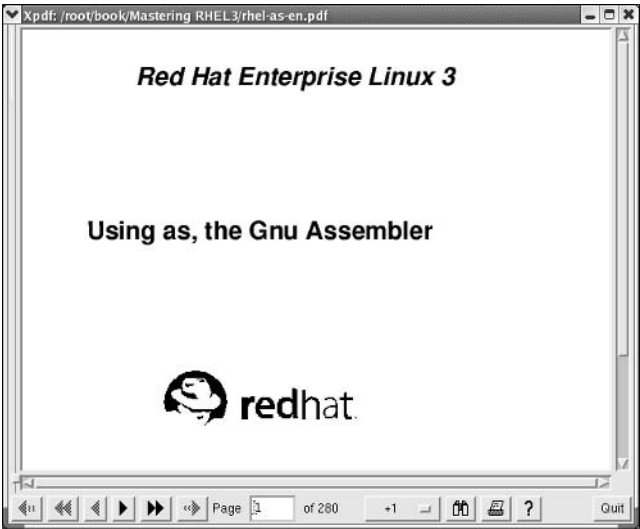 Xpdf: /root/book/Mastering RHEL3/rhel-as-en.pdf
Red Hat Enterprise Linux 3
Using as, the Gnu Assembler
redhat.
Page 1 of 280 +1 ? Quit